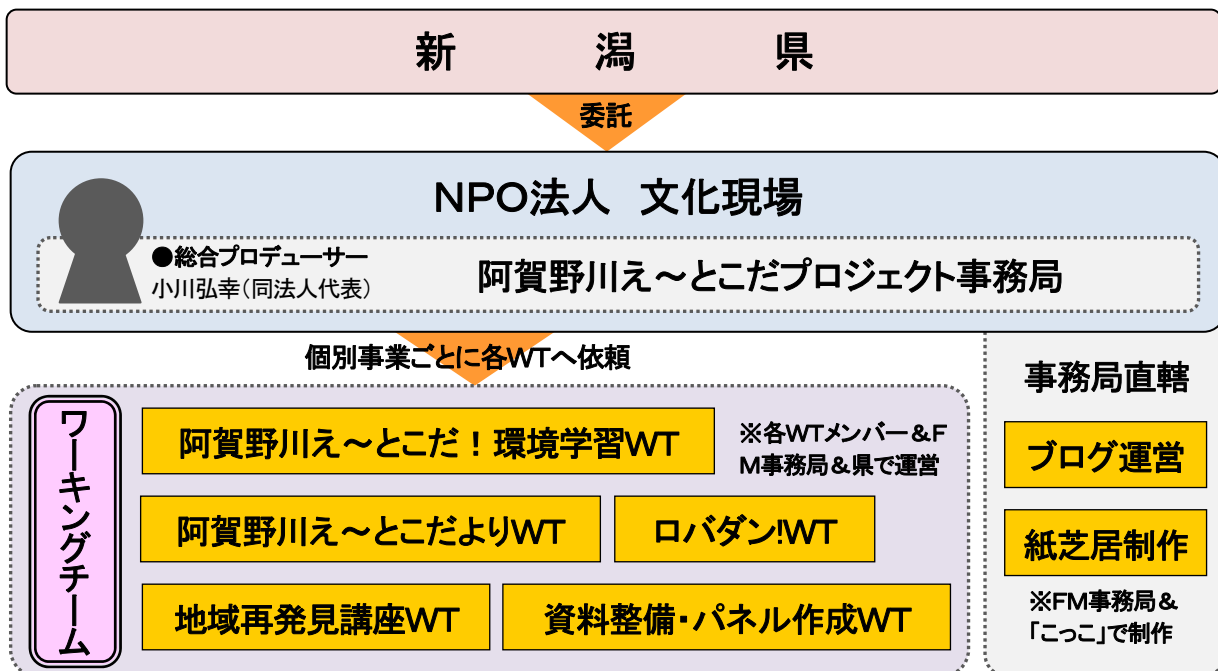 新　潟　県
委託
NPO法人　文化現場
●総合プロデューサー
小川弘幸(同法人代表)
阿賀野川え～とこだプロジェクト事務局
個別事業ごとに各WTへ依頼
ワーキングチーム
阿賀野川え～とこだ！環境学習WT
※各WTメンバー＆F
M事務局＆県で運営
阿賀野川え～とこだよりWT
ロバダン!WT
地域再発見講座WT
資料整備・パネル作成WT
事務局直轄
ブログ運営
紙芝居制作
※FM事務局＆
「こっこ」で制作